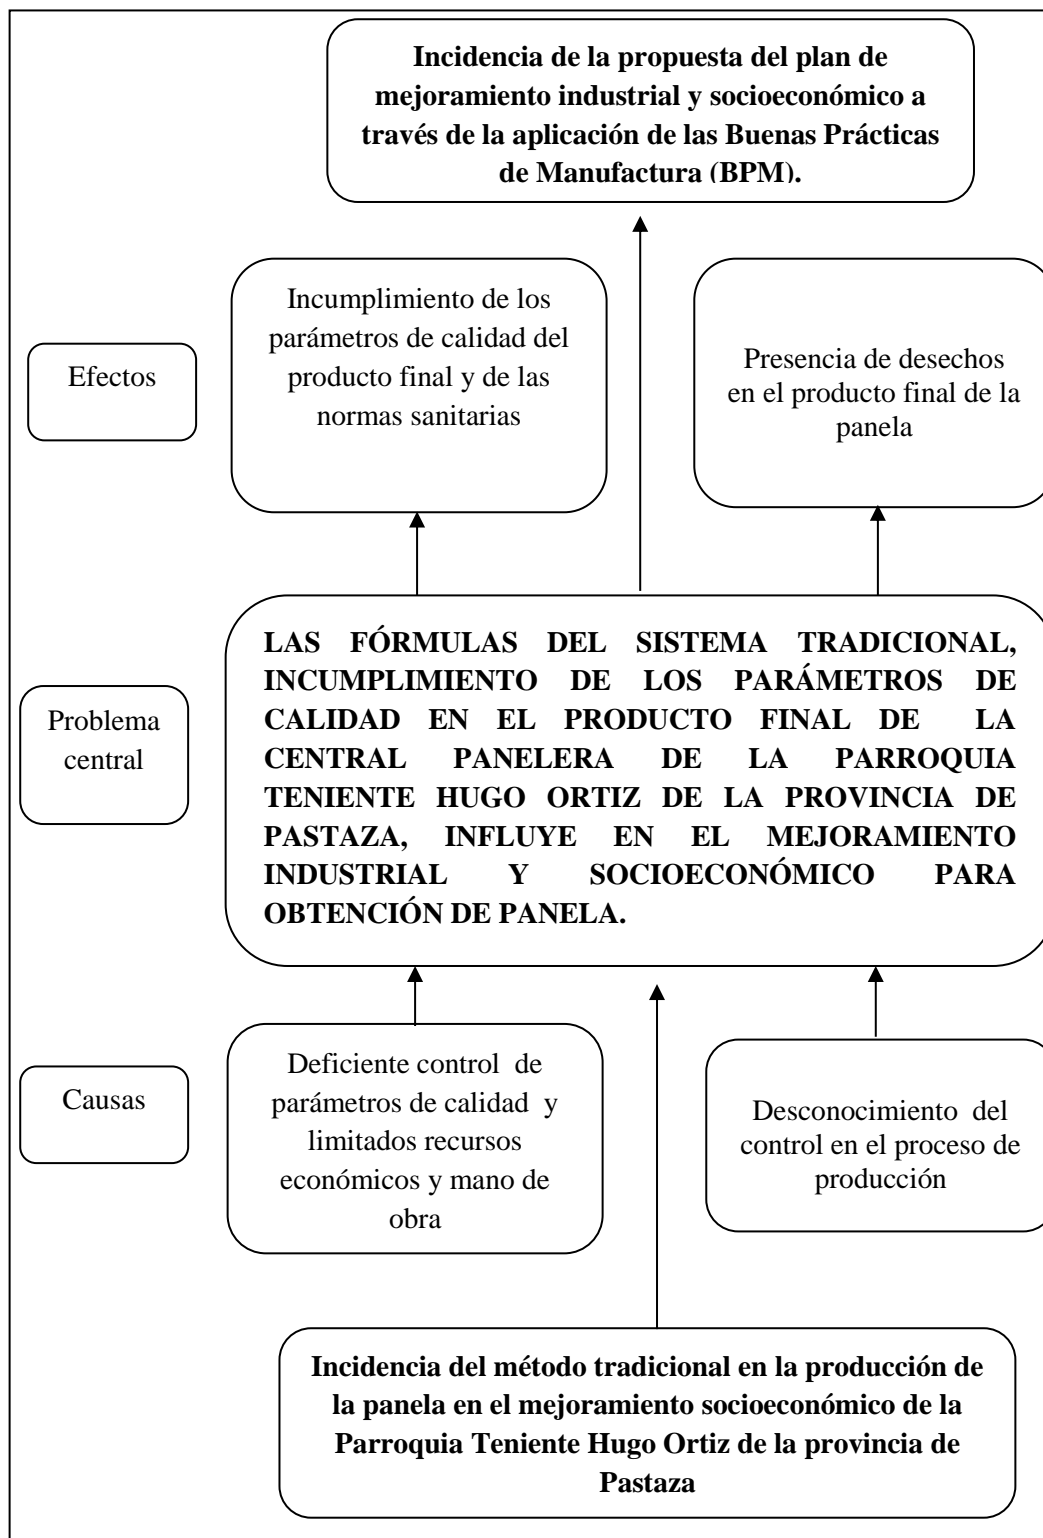 Incidencia de la propuesta del plan de
mejoramiento industrial y socioeconómico a
través de la aplicación de las Buenas Prácticas
de Manufactura (BPM).
Efectos
Incumplimiento de los
parámetros de calidad del
producto final y de las
normas sanitarias
Presencia de desechos
en el producto final de la
panela
Problema
central
LAS FÓRMULAS DEL SISTEMA TRADICIONAL,
INCUMPLIMIENTO DE LOS PARÁMETROS DE
CALIDAD EN EL PRODUCTO FINAL DE LA
CENTRAL PANELERA DE LA PARROQUIA
TENIENTE HUGO ORTIZ DE LA PROVINCIA DE
PASTAZA, INFLUYE EN EL MEJORAMIENTO
INDUSTRIAL Y SOCIOECONÓMICO PARA
OBTENCIÓN DE PANELA.
Causas
Deficiente control de
parámetros de calidad y
limitados recursos
económicos y mano de
obra
Desconocimiento del
control en el proceso de
producción
Incidencia del método tradicional en la producción de
la panela en el mejoramiento socioeconómico de la
Parroquia Teniente Hugo Ortiz de la provincia de
Pastaza